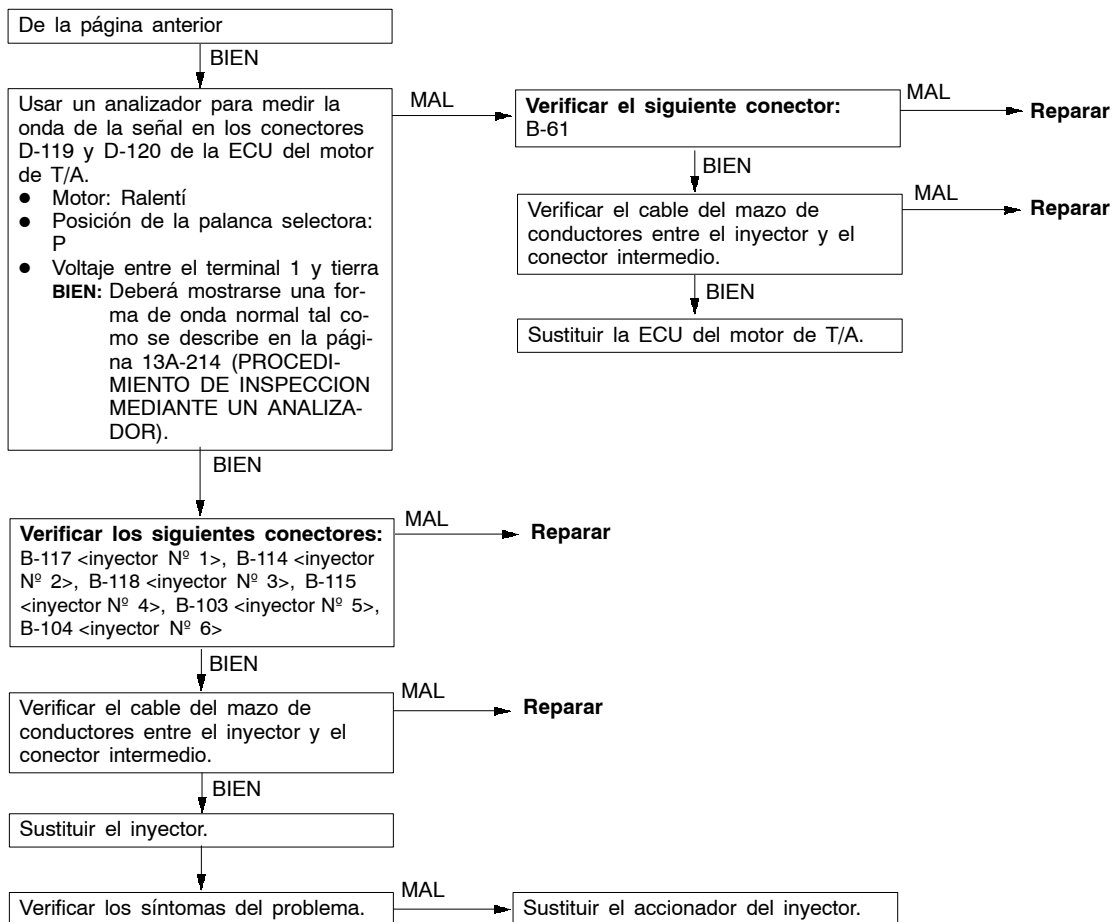 De la página anterior
BIEN
Usar un analizador para medir la
onda de la señal en los conectores
D-119 y D-120 de la ECU del motor
de T/A.
● Motor: Ralentí
● Posición de la palanca selectora:
P
● Voltaje entre el terminal 1 y tierra
BIEN: Deberá mostrarse una for-
ma de onda normal tal co-
mo se describe en la pági-
na 13A-214 (PROCEDI-
MIENTO DE INSPECCION
MEDIANTE UN ANALIZA-
DOR).
MAL
Verificar el siguiente conector:
B-61
MAL
Reparar
BIEN
Verificar el cable del mazo de
conductores entre el inyector y el
conector intermedio.
MAL
Reparar
BIEN
Sustituir la ECU del motor de T/A.
BIEN
Verificar los siguientes conectores:
B-117 <inyector Nº 1>, B-114 <inyector
Nº 2>, B-118 <inyector Nº 3>, B-115
<inyector Nº 4>, B-103 <inyector Nº 5>,
B-104 <inyector Nº 6>
MAL
Reparar
BIEN
Verificar el cable del mazo de
conductores entre el inyector y el
conector intermedio.
MAL
Reparar
BIEN
Sustituir el inyector.
Verificar los síntomas del problema.
MAL
Sustituir el accionador del inyector.